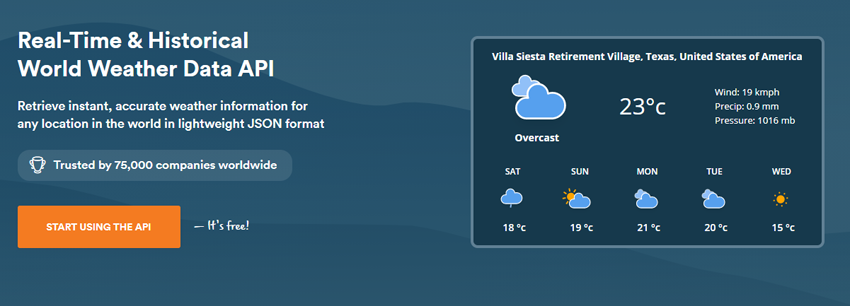 Real-Time & Historical
World Weather Data API
Retrieve instant, accurate weather information for
any location in the world in lightweight JSON format
Trusted by 75,000 companies worldwide
START USING THE API
— It's free!
Villa Siesta Retirement Village, Texas, United States of America
Overcast
23°c
Wind: 19 kmph
Precip: 0.9 mm
Pressure: 1016 mb
SAT SUN MON TUE WED
18 °c 19 °c 21 °c 20 °c 15 °c